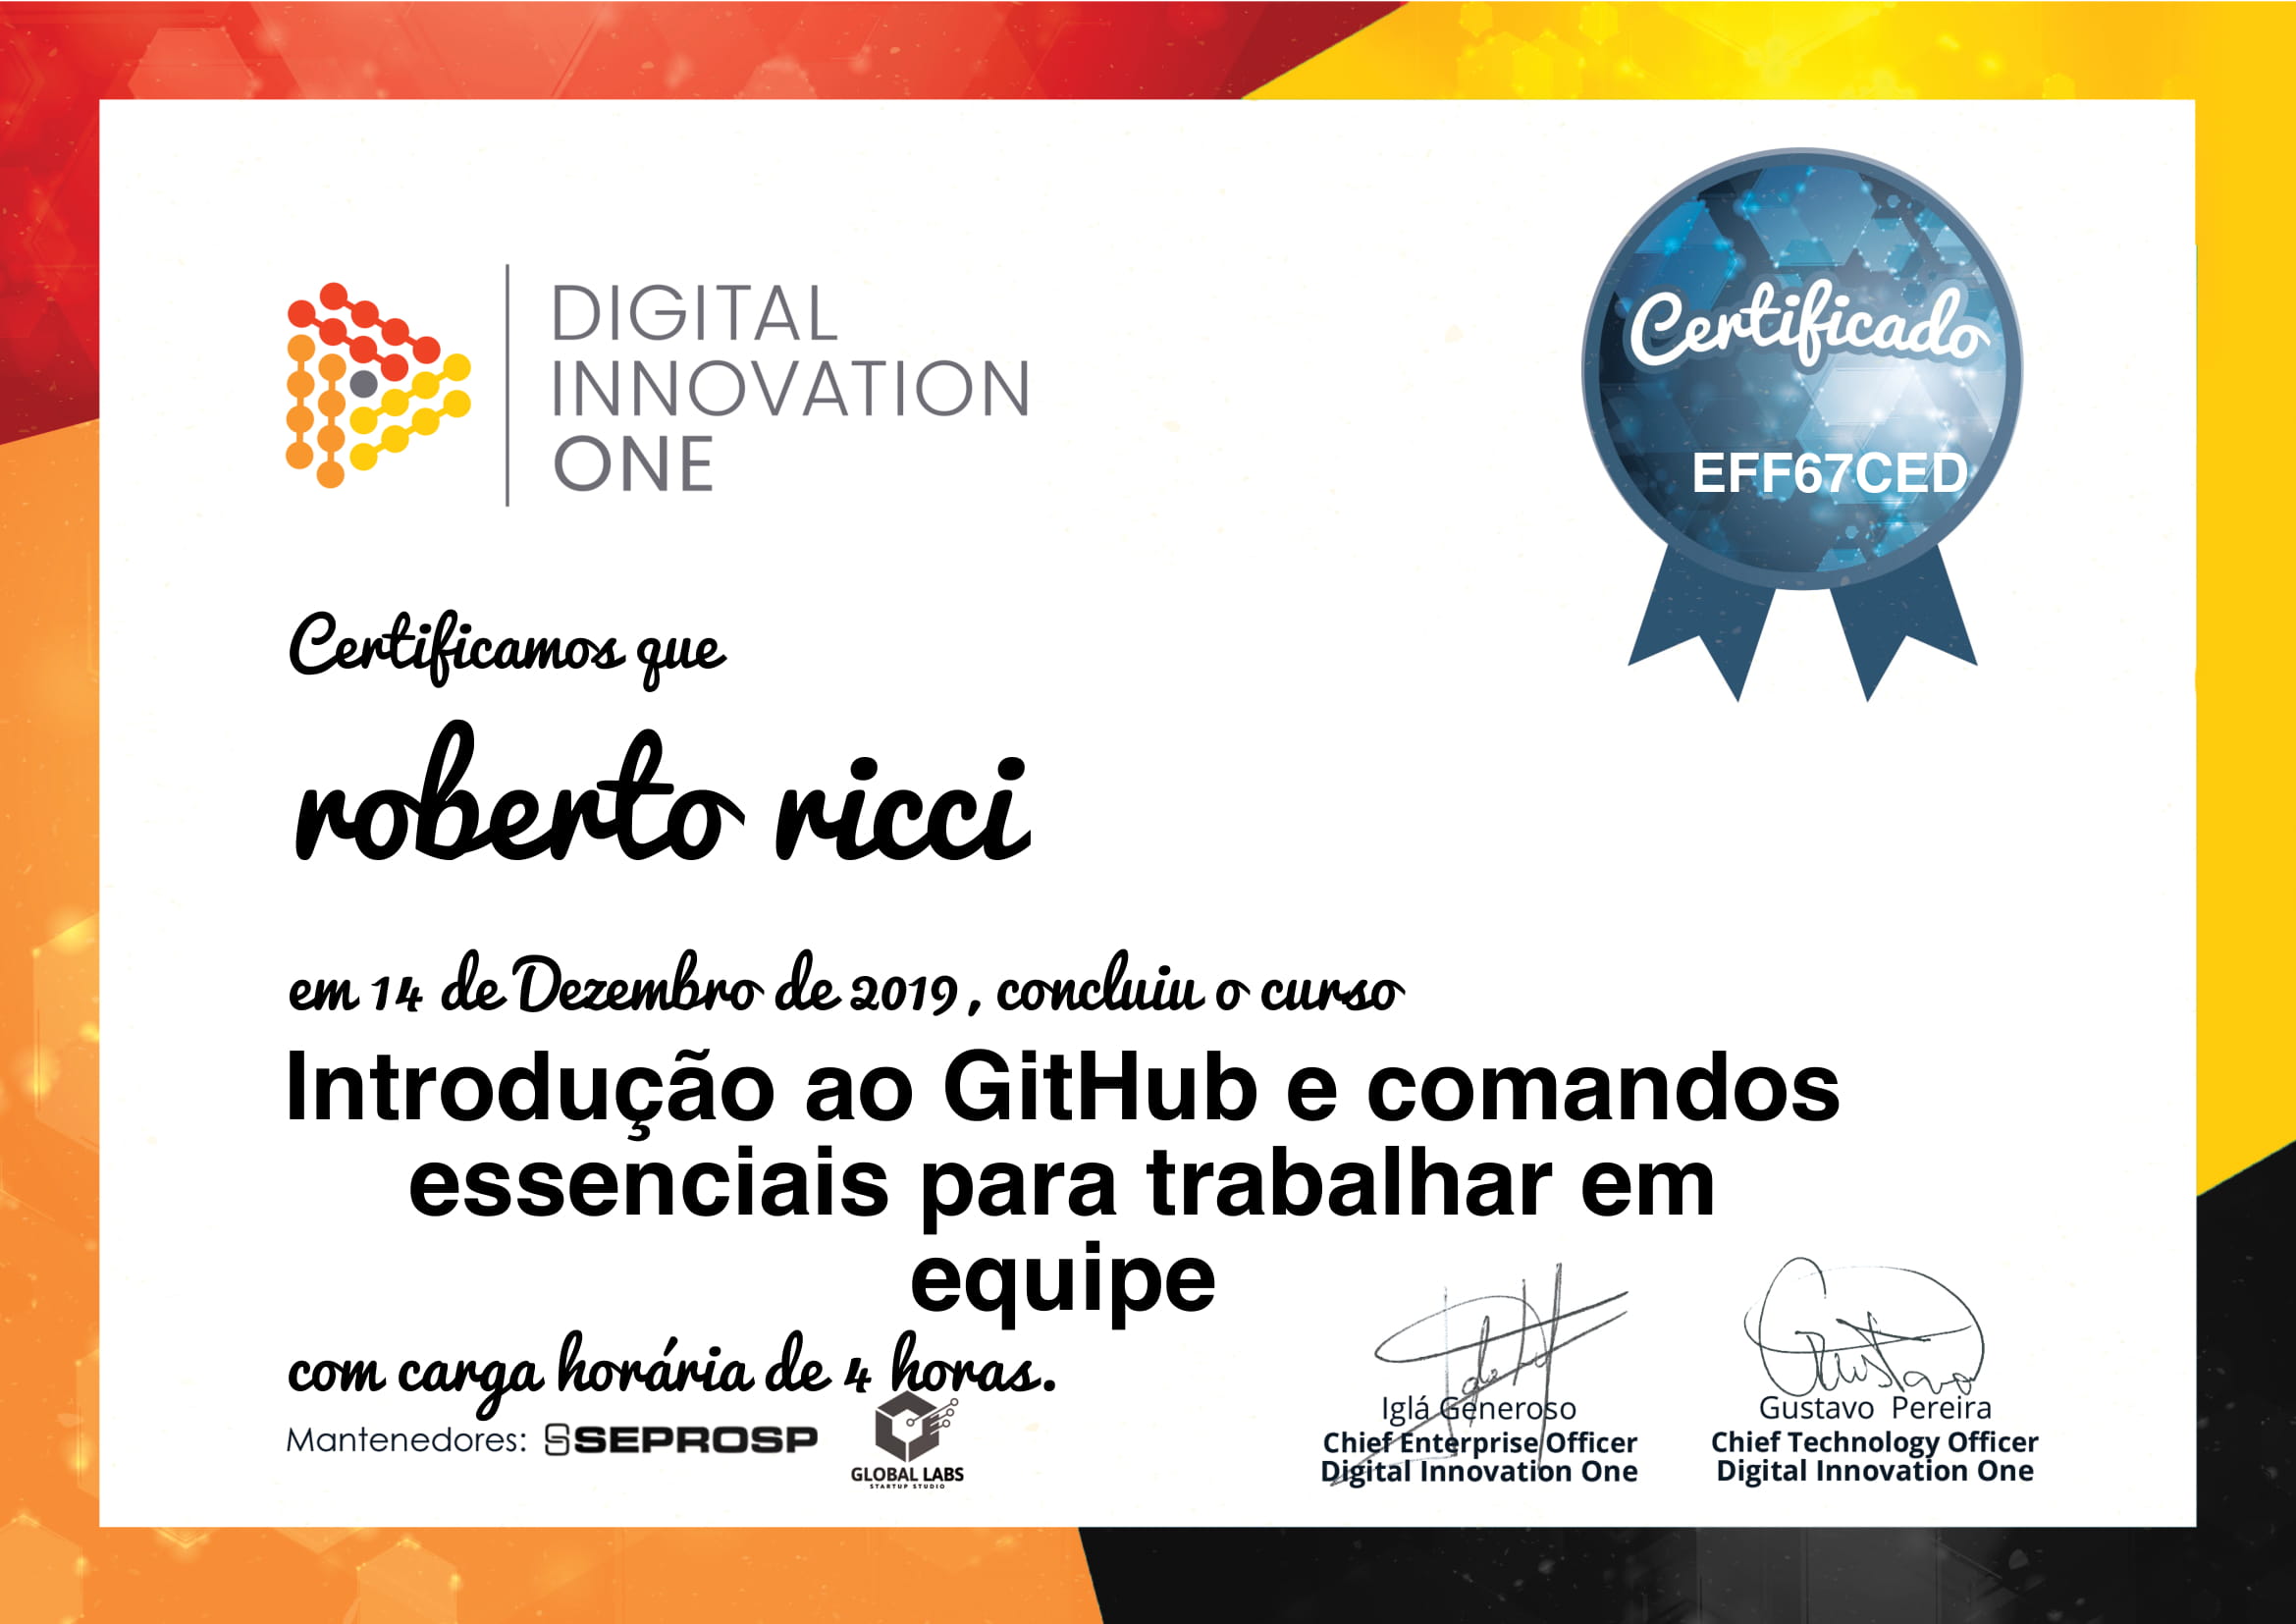 DIGITAL
INNOVATION
ONE
Certificado
EFF67CED
Certificamos que
roberto ricci
em 14 de Dezembro de 2019 , concluiu o curso
Introdução ao GitHub e comandos
essenciais para trabalhar em
equipe
com carga horária de 4 horas.
Mantenedores: SEPROSP
GLOBAL LABS
STARTUP STUDIO
Iglá Generoso
Chief Enterprise Officer
Digital Innovation One
Gustavo Pereira
Chief Technology Officer
Digital Innovation One